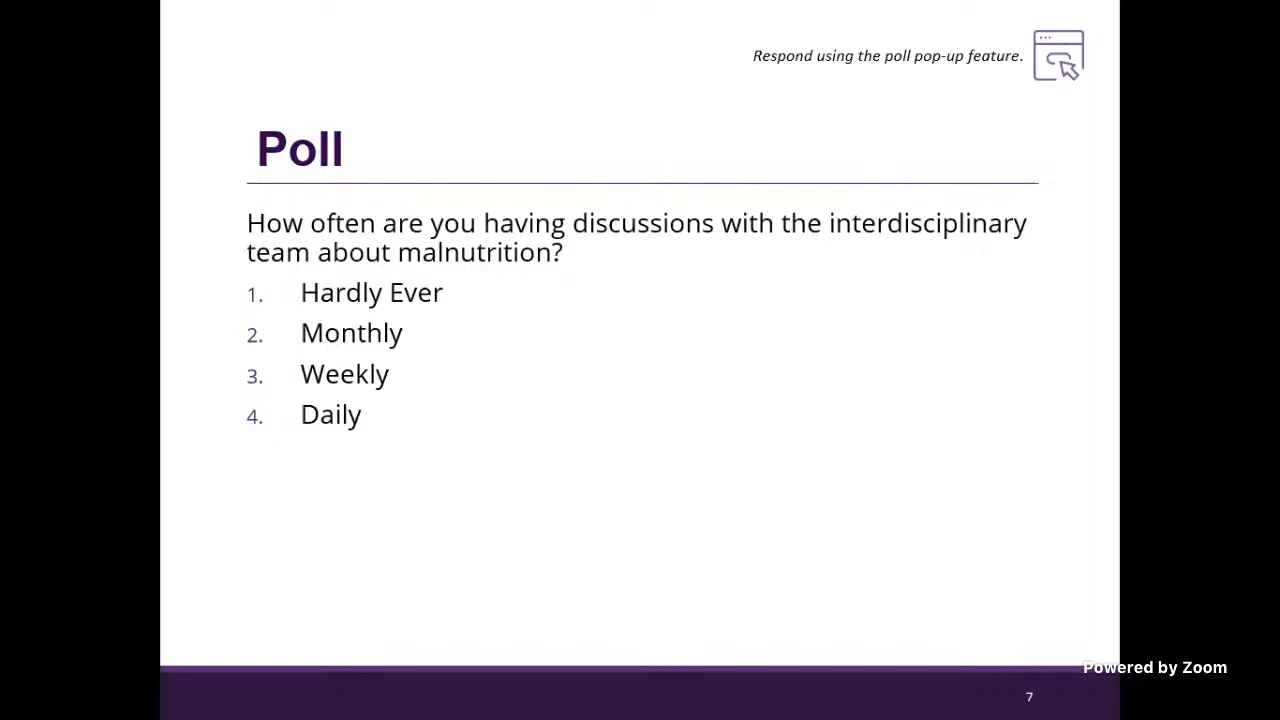 Respond using the poll pop-up feature.
Poll
How often are you having discussions with the interdisciplinary
team about malnutrition?
1. Hardly Ever
2. Monthly
3. Weekly
4. Daily
Powered by Zoom
7